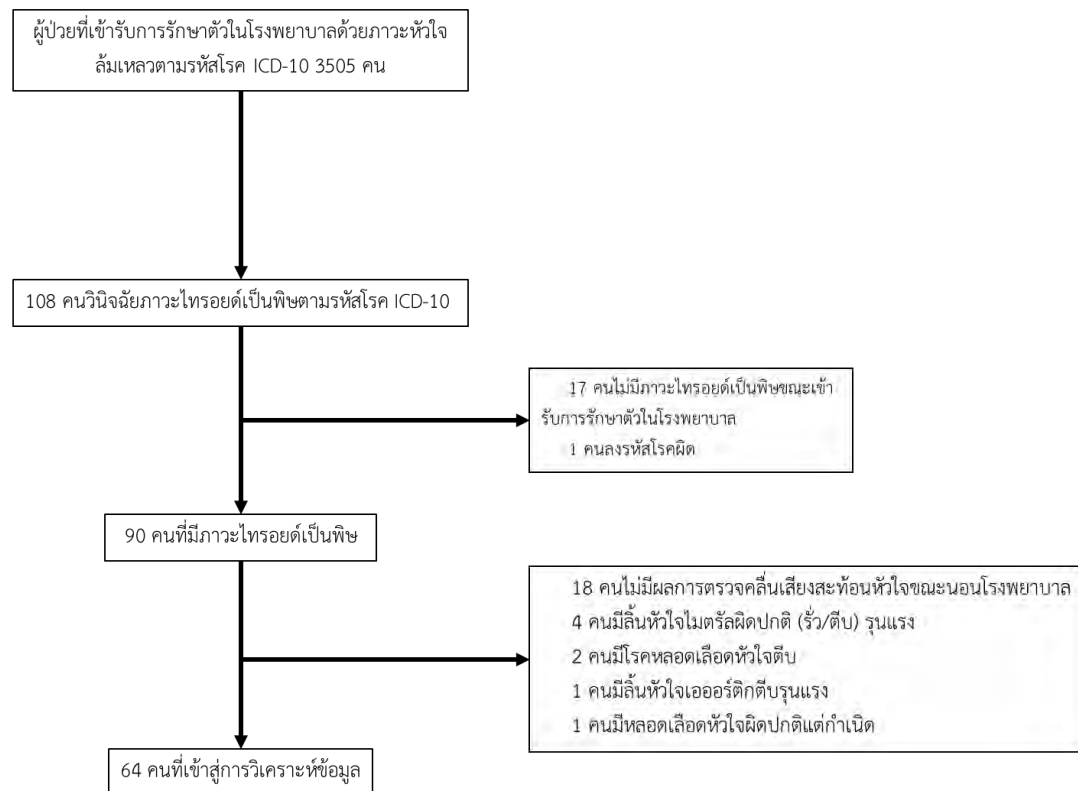 ผู้ป่วยที่เข้ารับการรักษาตัวในโรงพยาบาลด้วยภาวะหัวใจ
ล้มเหลวตามรหัสโรค ICD-10 3505 คน
108 คนวินิจฉัยภาวะไทรอยด์เป็นพิษตามรหัสโรค ICD-10
17 คนไม่มีภาวะไทรอยด์เป็นพิษขณะเข้า
รับการรักษาตัวในโรงพยาบาล
1 คนลงรหัสโรคผิด
90 คนที่มีภาวะไทรอยด์เป็นพิษ
18 คนไม่มีผลการตรวจคลื่นเสียงสะท้อนหัวใจขณะนอนโรงพยาบาล
4 คนมีลิ้นหัวใจไมตรัลผิดปกติ (รั่ว/ตีบ) รุนแรง
2 คนมีโรคหลอดเลือดหัวใจตีบ
1 คนมีลิ้นหัวใจเอออร์ติกตีบรุนแรง
1 คนมีหลอดเลือดหัวใจผิดปกติแต่กำเนิด
64 คนที่เข้าสู่การวิเคราะห์ข้อมูล